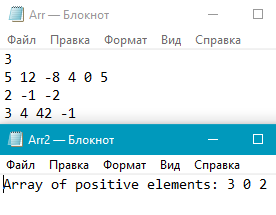 Arr — Блокнот
Файл Правка Формат Вид Справка
3
5 12 -8 4 0 5
2 -1 -2
3 4 42 -1
Arr2 — Блокнот
Файл Правка Формат Вид Справка
Array of positive elements: 3 0 2